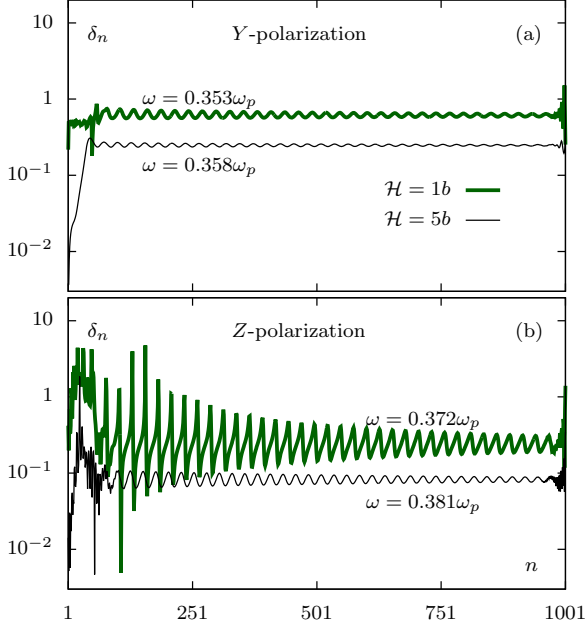 10
δₙ
Y-polarization
(a)
1
ω = 0.353ωₚ
10⁻¹
ω = 0.358ωₚ
ℋ = 1b
ℋ = 5b
10⁻²
10
δₙ
Z-polarization
(b)
1
ω = 0.372ωₚ
10⁻¹
ω = 0.381ωₚ
10⁻²
n
1 251 501 751 1001